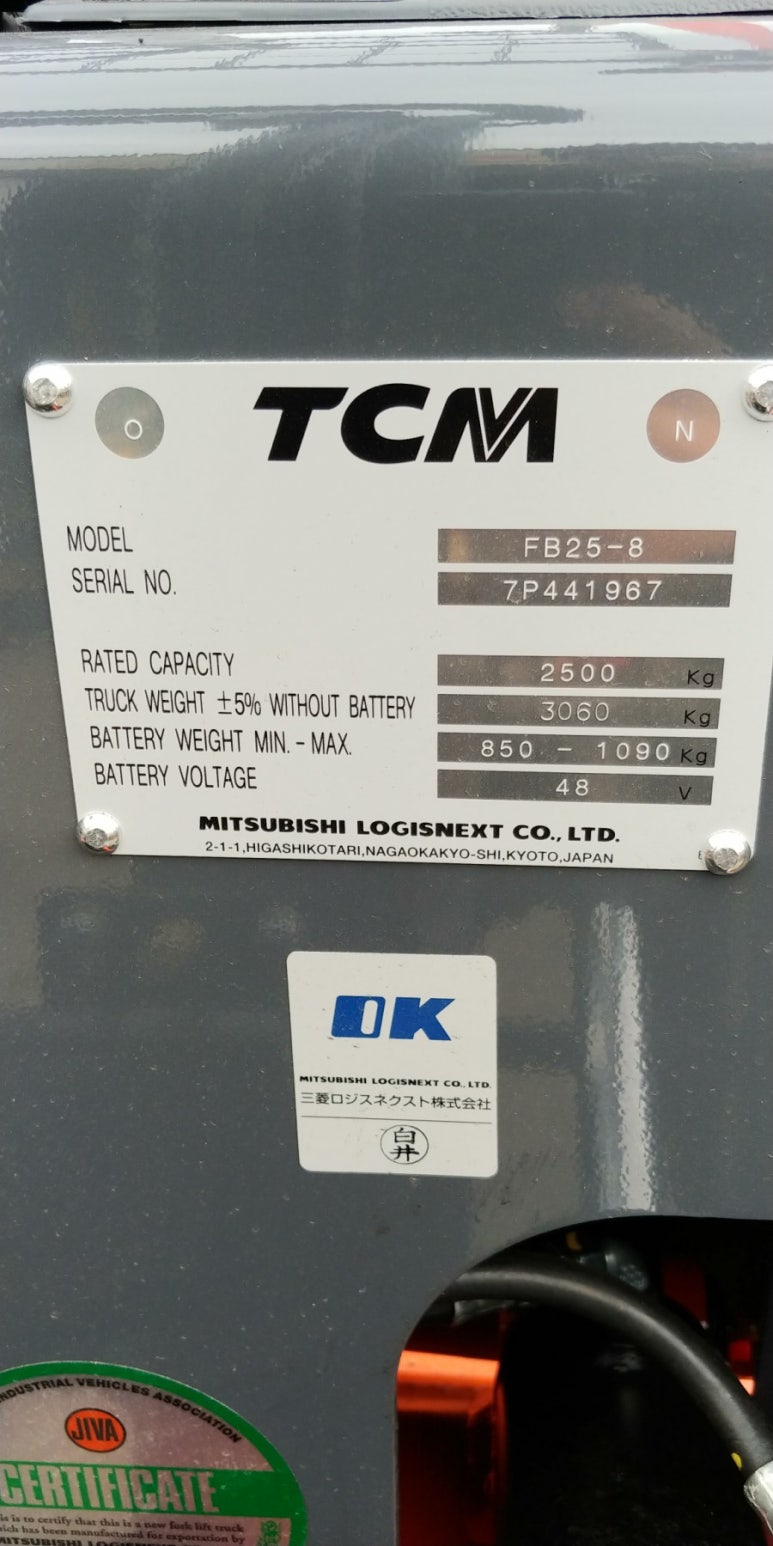 O TCM N
MODEL FB25-8
SERIAL NO. 7P441967
RATED CAPACITY 2500 Kg
TRUCK WEIGHT ±5% WITHOUT BATTERY 3060 Kg
BATTERY WEIGHT MIN.-MAX. 850 - 1090 Kg
BATTERY VOLTAGE 48 V
MITSUBISHI LOGISNEXT CO., LTD.
2-1-1,HIGASHIKOTARI,NAGAOKAKYO-SHI,KYOTO,JAPAN
OK
MITSUBISHI LOGISNEXT CO., LTD.
三菱ロジスネクスト株式会社
白井
INDUSTRIAL VEHICLES ASSOCIATION
JIVA
CERTIFICATE
is to certify that this is a new fork lift truck
which has been manufactured for exportation by
MITSUBISHI